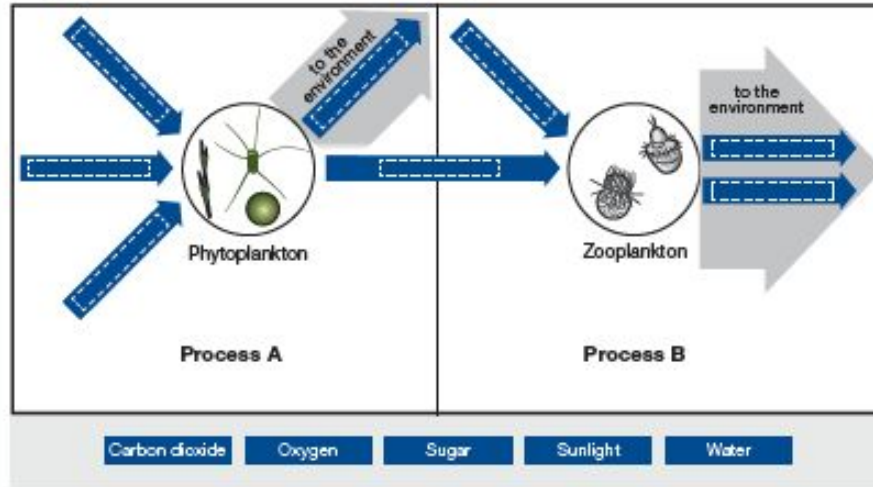 to the
environment
to the
environment
Phytoplankton
Zooplankton
Process A
Process B
Carbon dioxide
Oxygen
Sugar
Sunlight
Water